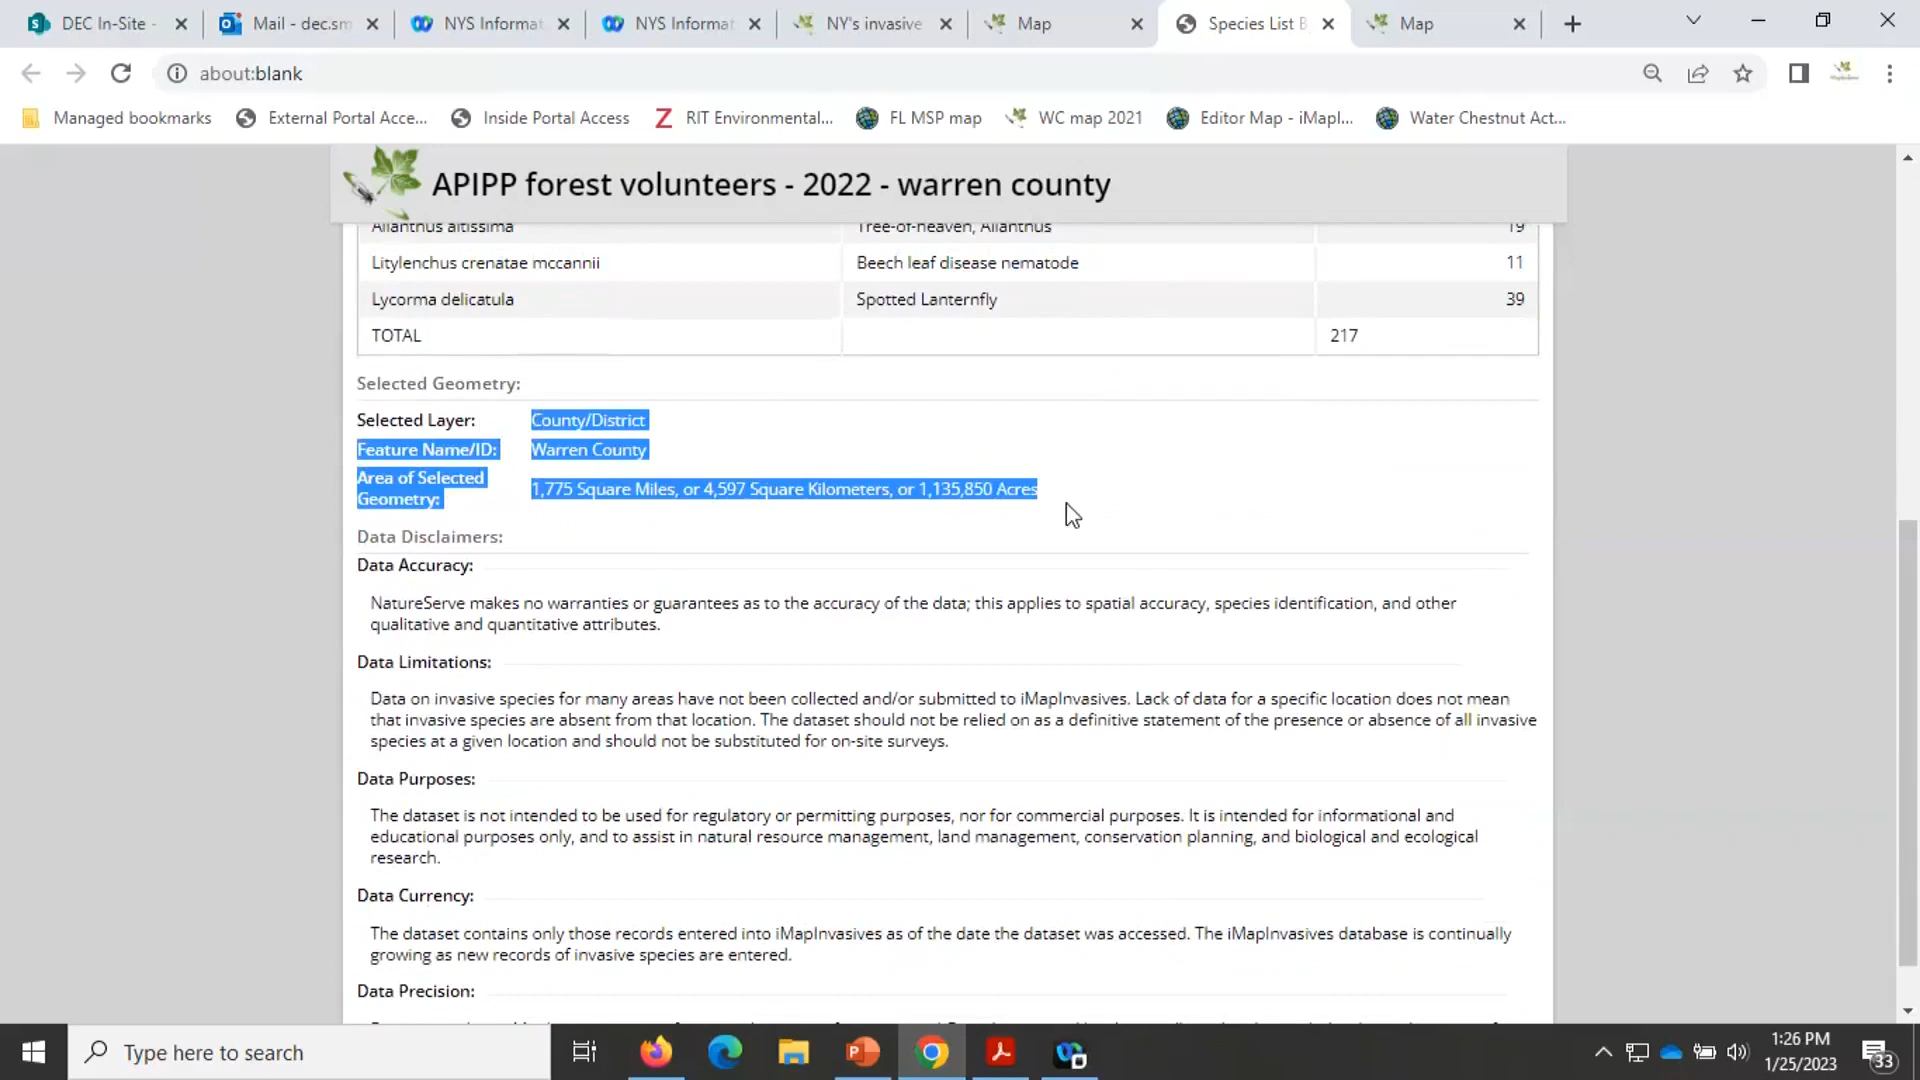 DEC In-Site -
Mail - dec.sm
NYS Informat
NYS Informat
NY's invasive
Map
Species List B
Map
about:blank
Managed bookmarks
External Portal Acce...
Inside Portal Access
RIT Environmental...
FL MSP map
WC map 2021
Editor Map - iMapI...
Water Chestnut Act...
APIPP forest volunteers - 2022 - warren county
Ailanthus altissima Tree-of-heaven, Ailanthus 19
Litylenchus crenatae mccannii Beech leaf disease nematode 11
Lycorma delicatula Spotted Lanternfly 39
TOTAL 217
Selected Geometry:
Selected Layer: County/District
Feature Name/ID: Warren County
Area of Selected
Geometry: 1,775 Square Miles, or 4,597 Square Kilometers, or 1,135,850 Acres
Data Disclaimers:
Data Accuracy:
NatureServe makes no warranties or guarantees as to the accuracy of the data; this applies to spatial accuracy, species identification, and other
qualitative and quantitative attributes.
Data Limitations:
Data on invasive species for many areas have not been collected and/or submitted to iMapInvasives. Lack of data for a specific location does not mean
that invasive species are absent from that location. The dataset should not be relied on as a definitive statement of the presence or absence of all invasive
species at a given location and should not be substituted for on-site surveys.
Data Purposes:
The dataset is not intended to be used for regulatory or permitting purposes, nor for commercial purposes. It is intended for informational and
educational purposes only, and to assist in natural resource management, land management, conservation planning, and biological and ecological
research.
Data Currency:
The dataset contains only those records entered into iMapInvasives as of the date the dataset was accessed. The iMapInvasives database is continually
growing as new records of invasive species are entered.
Data Precision:
Type here to search
1:26 PM
1/25/2023
33